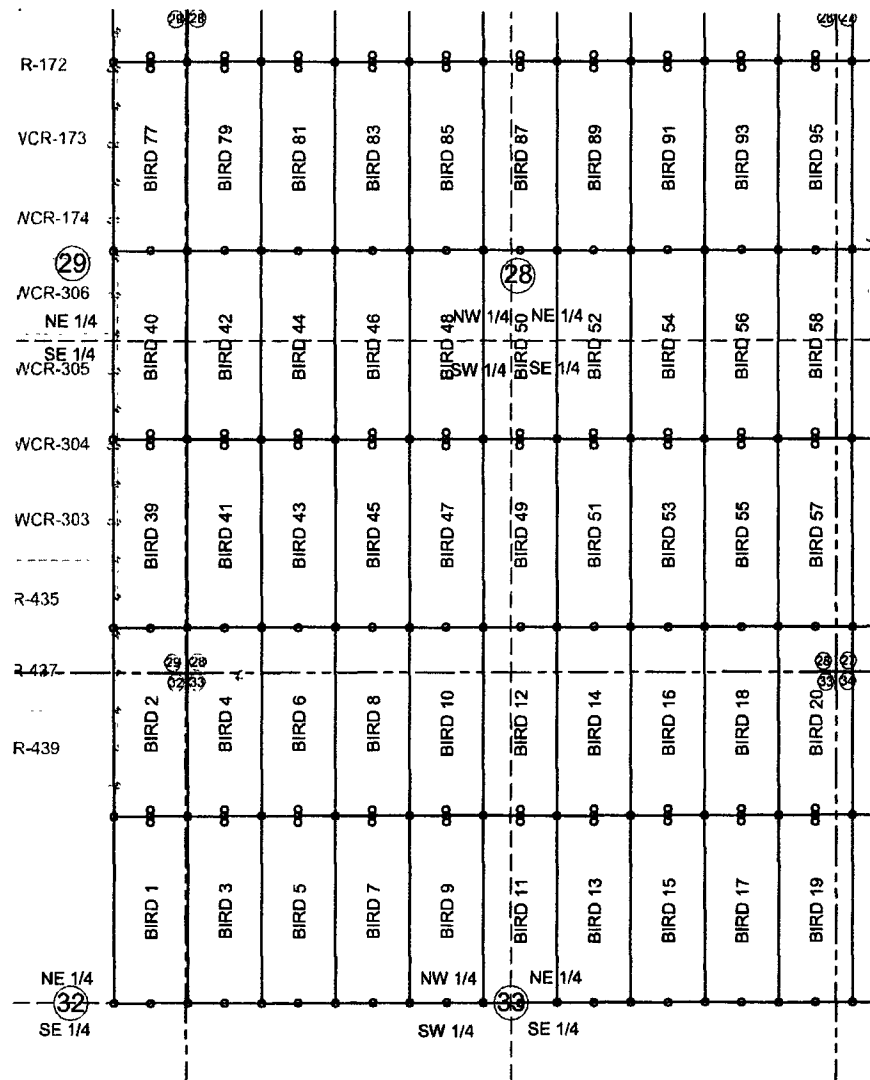 29 28 28 27
R-172
BIRD 77 BIRD 79 BIRD 81 BIRD 83 BIRD 85 BIRD 87 BIRD 89 BIRD 91 BIRD 93 BIRD 95
WCR-173
WCR-174
29 28
WCR-306
NE 1/4 NW 1/4 NE 1/4
BIRD 40 BIRD 42 BIRD 44 BIRD 46 BIRD 48 BIRD 50 BIRD 52 BIRD 54 BIRD 56 BIRD 58
SE 1/4 SW 1/4 SE 1/4
WCR-305
WCR-304
WCR-303
BIRD 39 BIRD 41 BIRD 43 BIRD 45 BIRD 47 BIRD 49 BIRD 51 BIRD 53 BIRD 55 BIRD 57
R-435
29 28 28 27
R-437
32 33 33 34
BIRD 2 BIRD 4 BIRD 6 BIRD 8 BIRD 10 BIRD 12 BIRD 14 BIRD 16 BIRD 18 BIRD 20
R-439
BIRD 1 BIRD 3 BIRD 5 BIRD 7 BIRD 9 BIRD 11 BIRD 13 BIRD 15 BIRD 17 BIRD 19
NE 1/4 NW 1/4 NE 1/4
32 33
SE 1/4 SW 1/4 SE 1/4